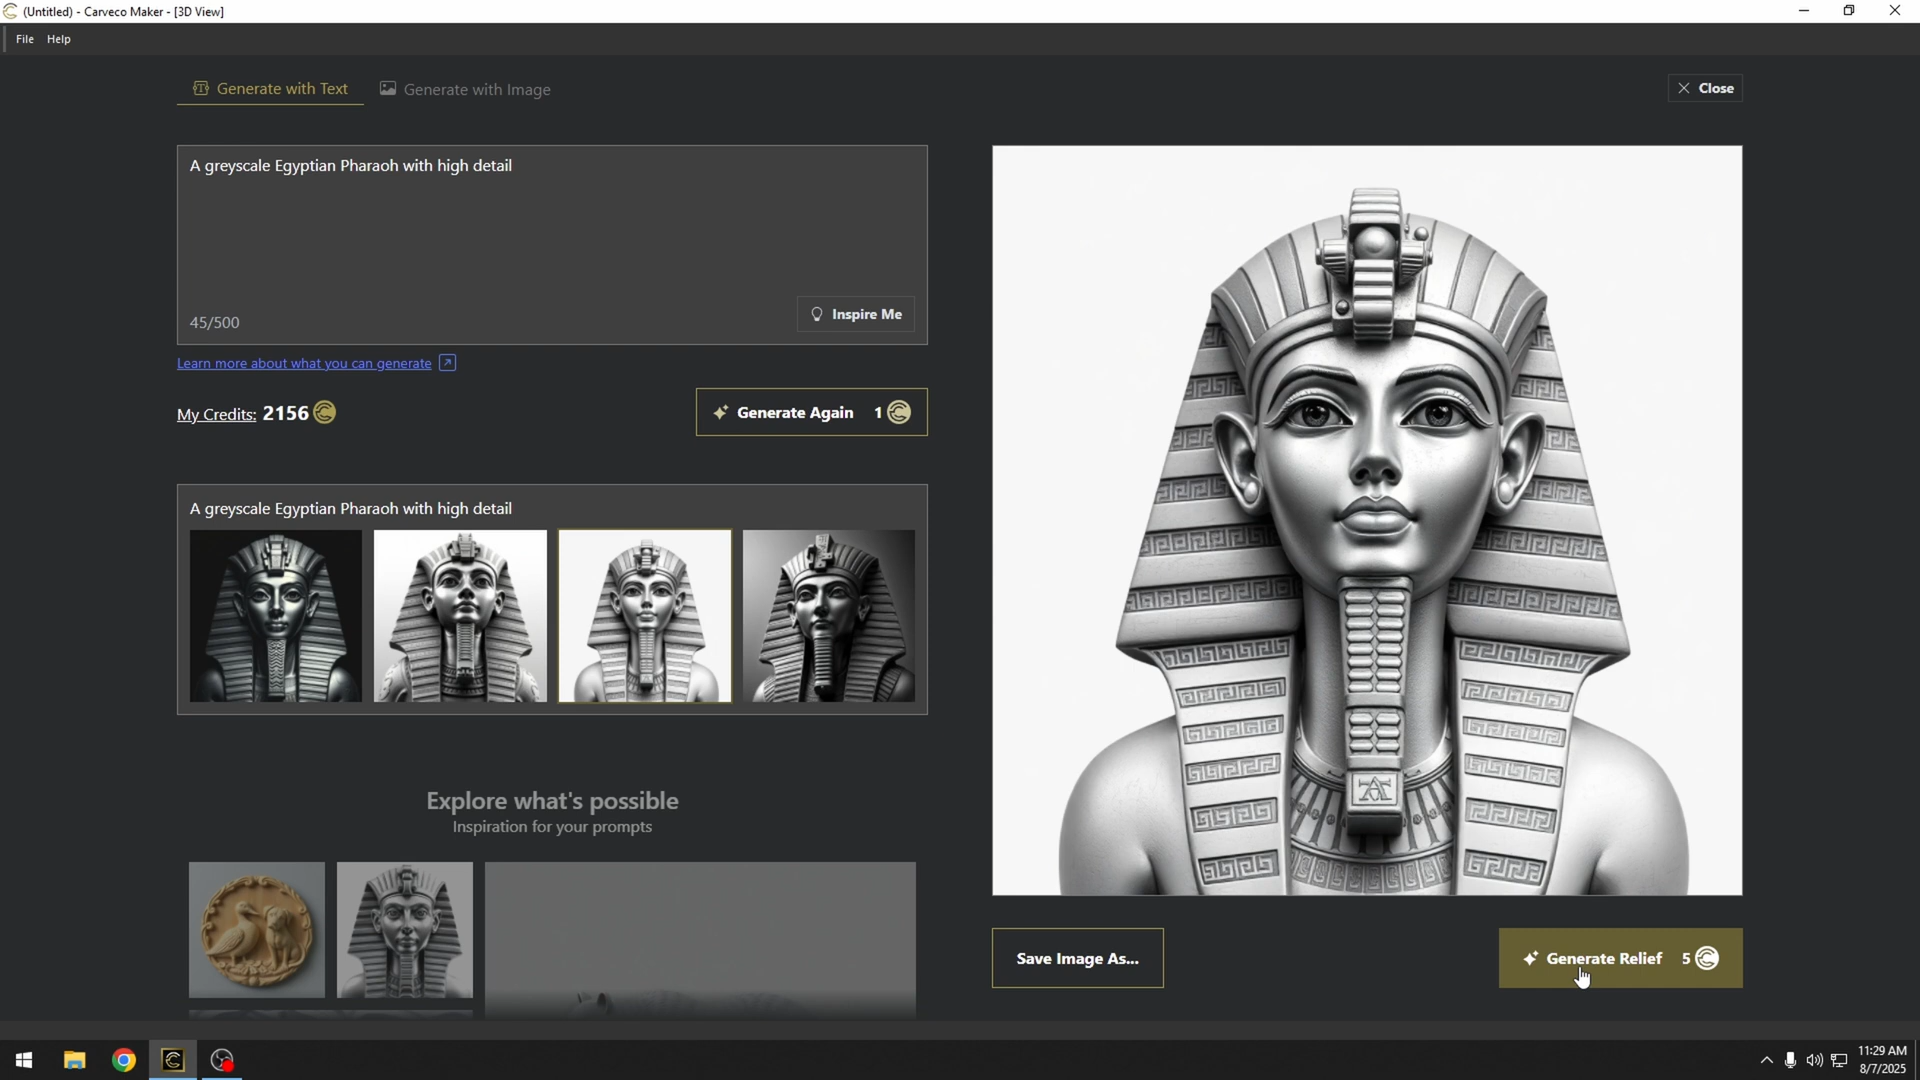 (Untitled) - Carveco Maker - [3D View]
File Help
Generate with Text
Generate with Image
Close
A greyscale Egyptian Pharaoh with high detail
45/500
Inspire Me
Learn more about what you can generate
My Credits: 2156
Generate Again 1
A greyscale Egyptian Pharaoh with high detail
Explore what's possible
Inspiration for your prompts
Save Image As...
Generate Relief 5
11:29 AM
8/7/2025